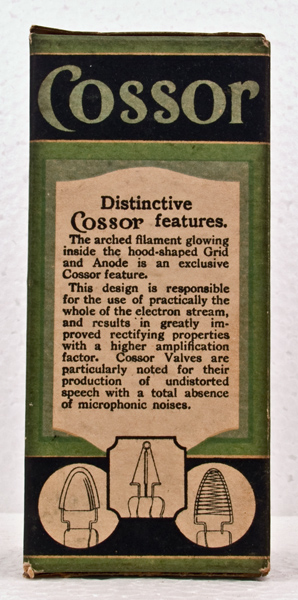 Cossor
Distinctive
Cossor features.
The arched filament glowing
inside the hood-shaped Grid
and Anode is an exclusive
Cossor feature.
This design is responsible
for the use of practically the
whole of the electron stream,
and results in greatly im-
proved rectifying properties
with a higher amplification
factor. Cossor Valves are
particularly noted for their
production of undistorted
speech with a total absence
of microphonic noises.